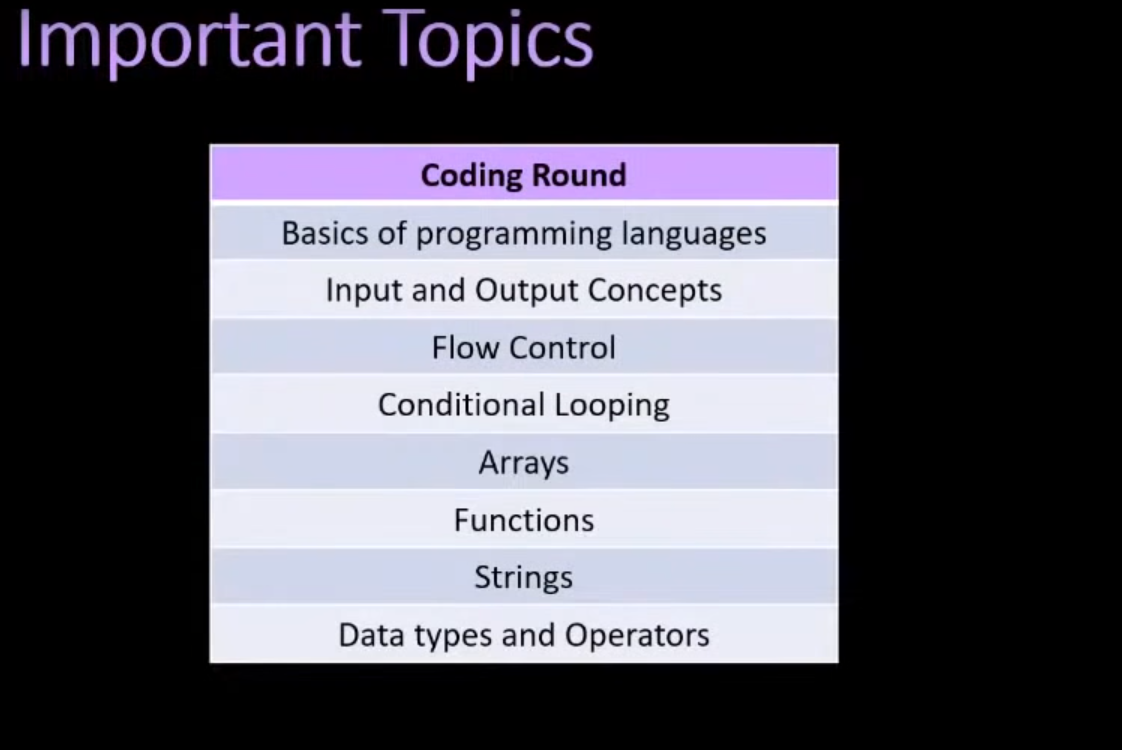 Important Topics
Coding Round
Basics of programming languages
Input and Output Concepts
Flow Control
Conditional Looping
Arrays
Functions
Strings
Data types and Operators